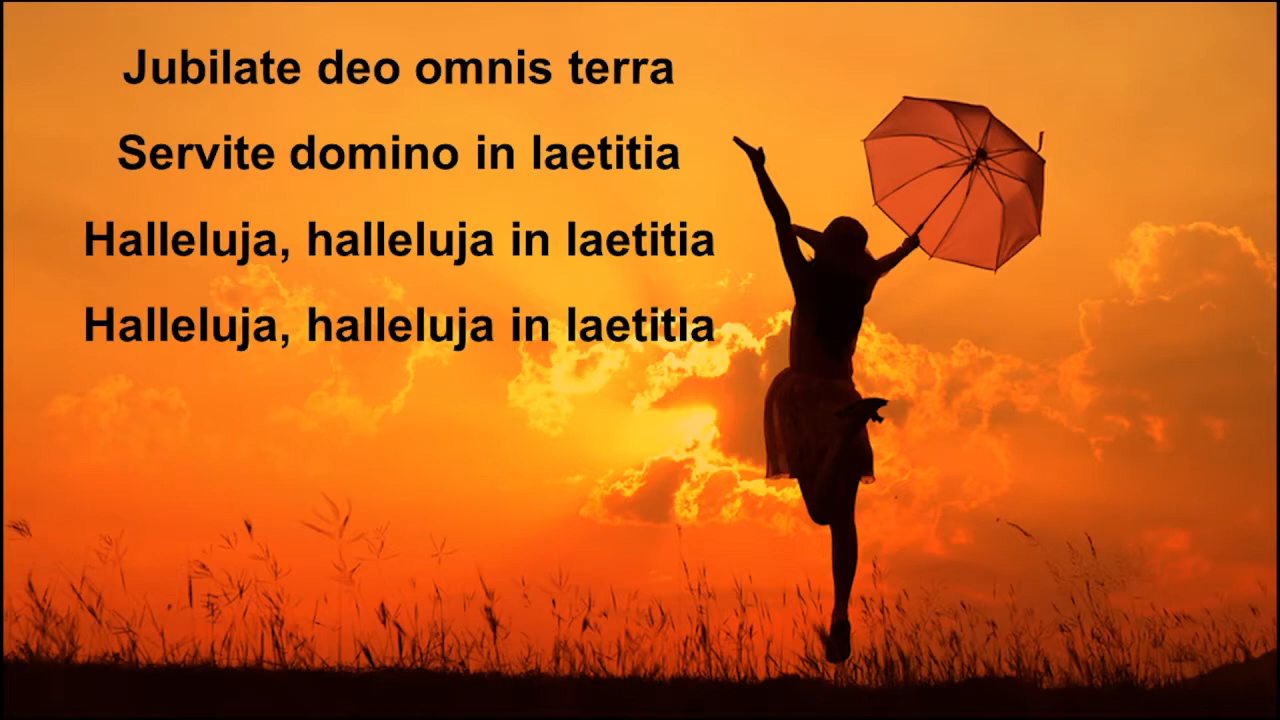 Jubilate deo omnis terra
Servite domino in laetitia
Halleluja, halleluja in laetitia
Halleluja, halleluja in laetitia